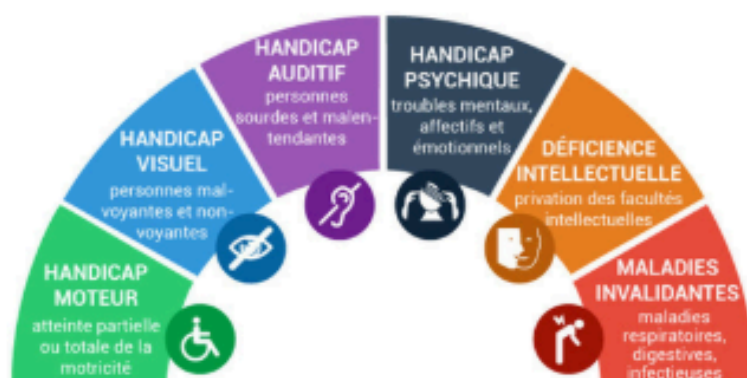 HANDICAP
MOTEUR
atteinte partielle
ou totale de la
motricité
HANDICAP
VISUEL
personnes mal-
voyantes et non-
voyantes
HANDICAP
AUDITIF
personnes
sourdes et malen-
tendantes
HANDICAP
PSYCHIQUE
troubles mentaux,
affectifs et
émotionnels
DÉFICIENCE
INTELLECTUELLE
privation des facultés
intellectuelles
MALADIES
INVALIDANTES
maladies
respiratoires,
digestives,
infectieuses